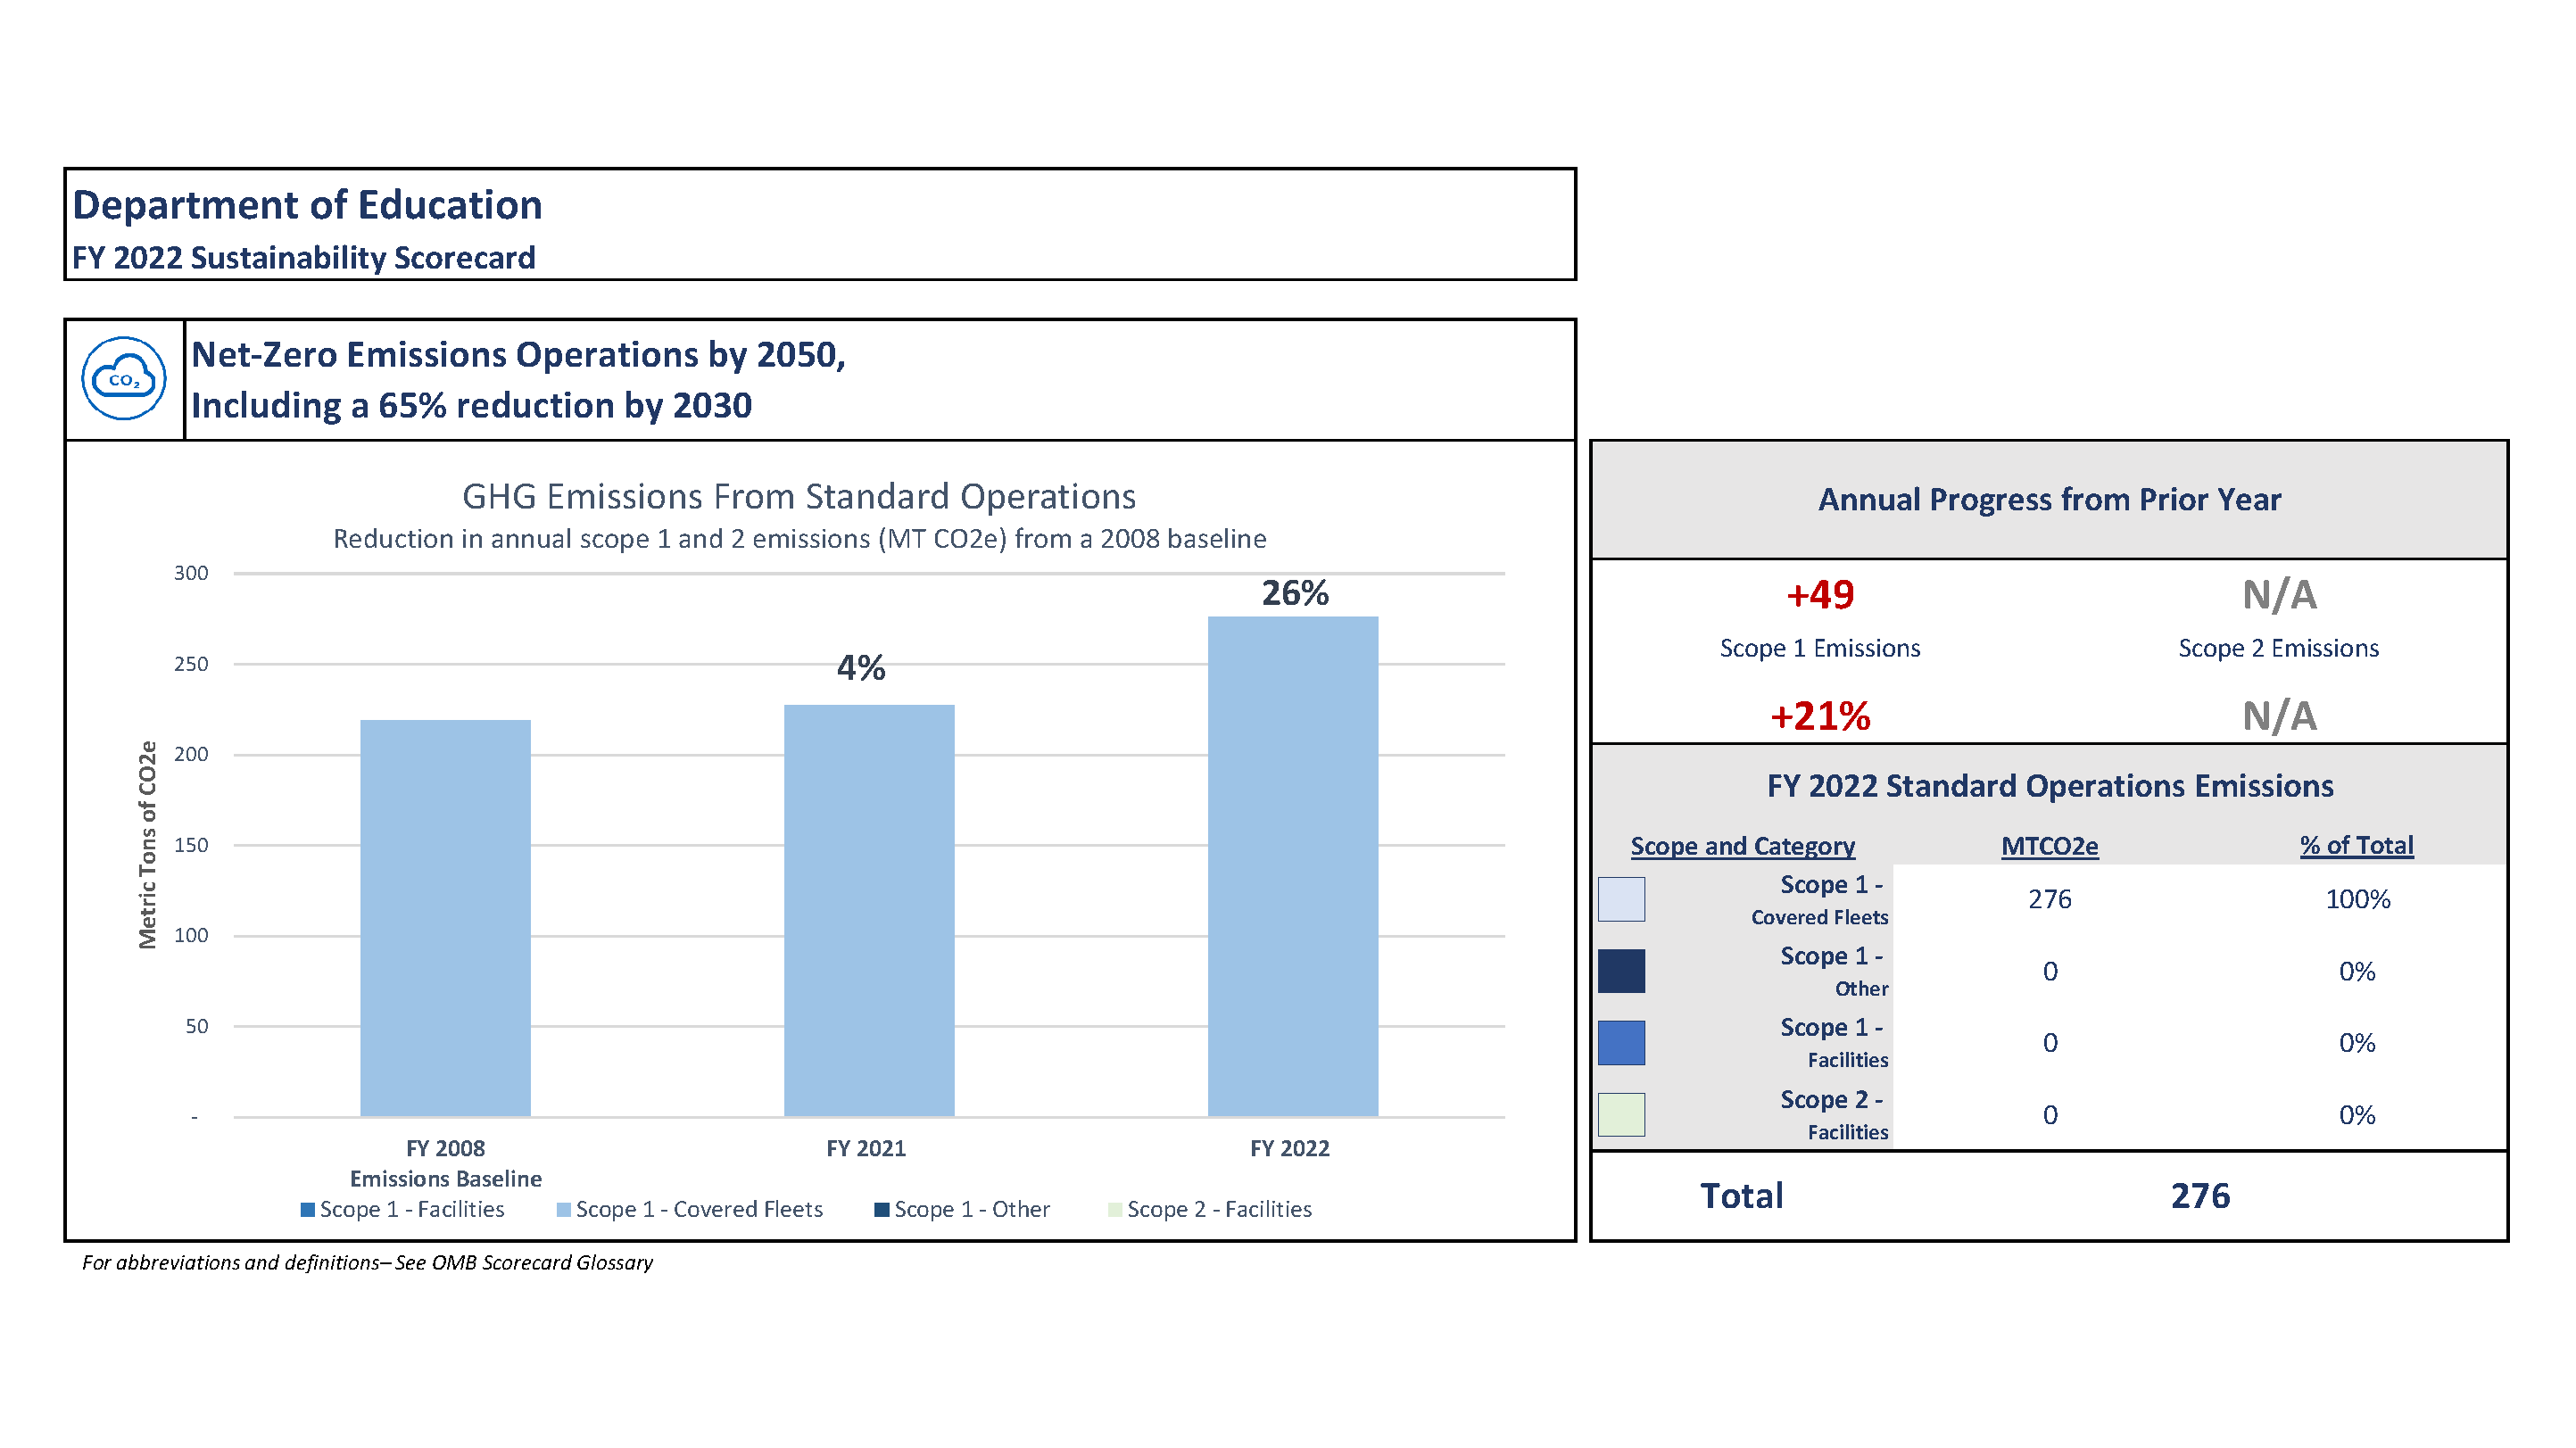 Department of Education
FY 2022 Sustainability Scorecard
CO₂
Net-Zero Emissions Operations by 2050,
Including a 65% reduction by 2030
GHG Emissions From Standard Operations
Reduction in annual scope 1 and 2 emissions (MT CO2e) from a 2008 baseline
Metric Tons of CO2e
300
250
200
150
100
50
-
4%
26%
FY 2008
Emissions Baseline
FY 2021
FY 2022
Scope 1 - Facilities
Scope 1 - Covered Fleets
Scope 1 - Other
Scope 2 - Facilities
For abbreviations and definitions– See OMB Scorecard Glossary
Annual Progress from Prior Year
+49 N/A
Scope 1 Emissions Scope 2 Emissions
+21% N/A
FY 2022 Standard Operations Emissions
Scope and Category MTCO2e % of Total
Scope 1 -
Covered Fleets
276 100%
Scope 1 -
Other
0 0%
Scope 1 -
Facilities
0 0%
Scope 2 -
Facilities
0 0%
Total 276